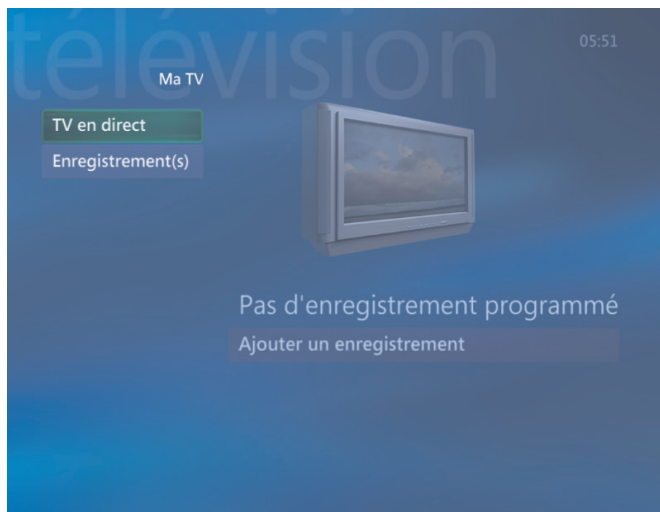 télévision
05:51
Ma TV
TV en direct
Enregistrement(s)
Pas d'enregistrement programmé
Ajouter un enregistrement